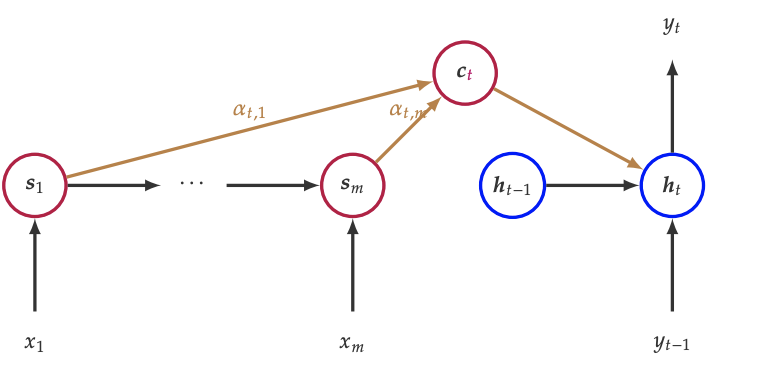 y_t
c_t
α_{t,1}
α_{t,m}
s_1
⋯
s_m
h_{t−1}
h_t
x_1
x_m
y_{t−1}